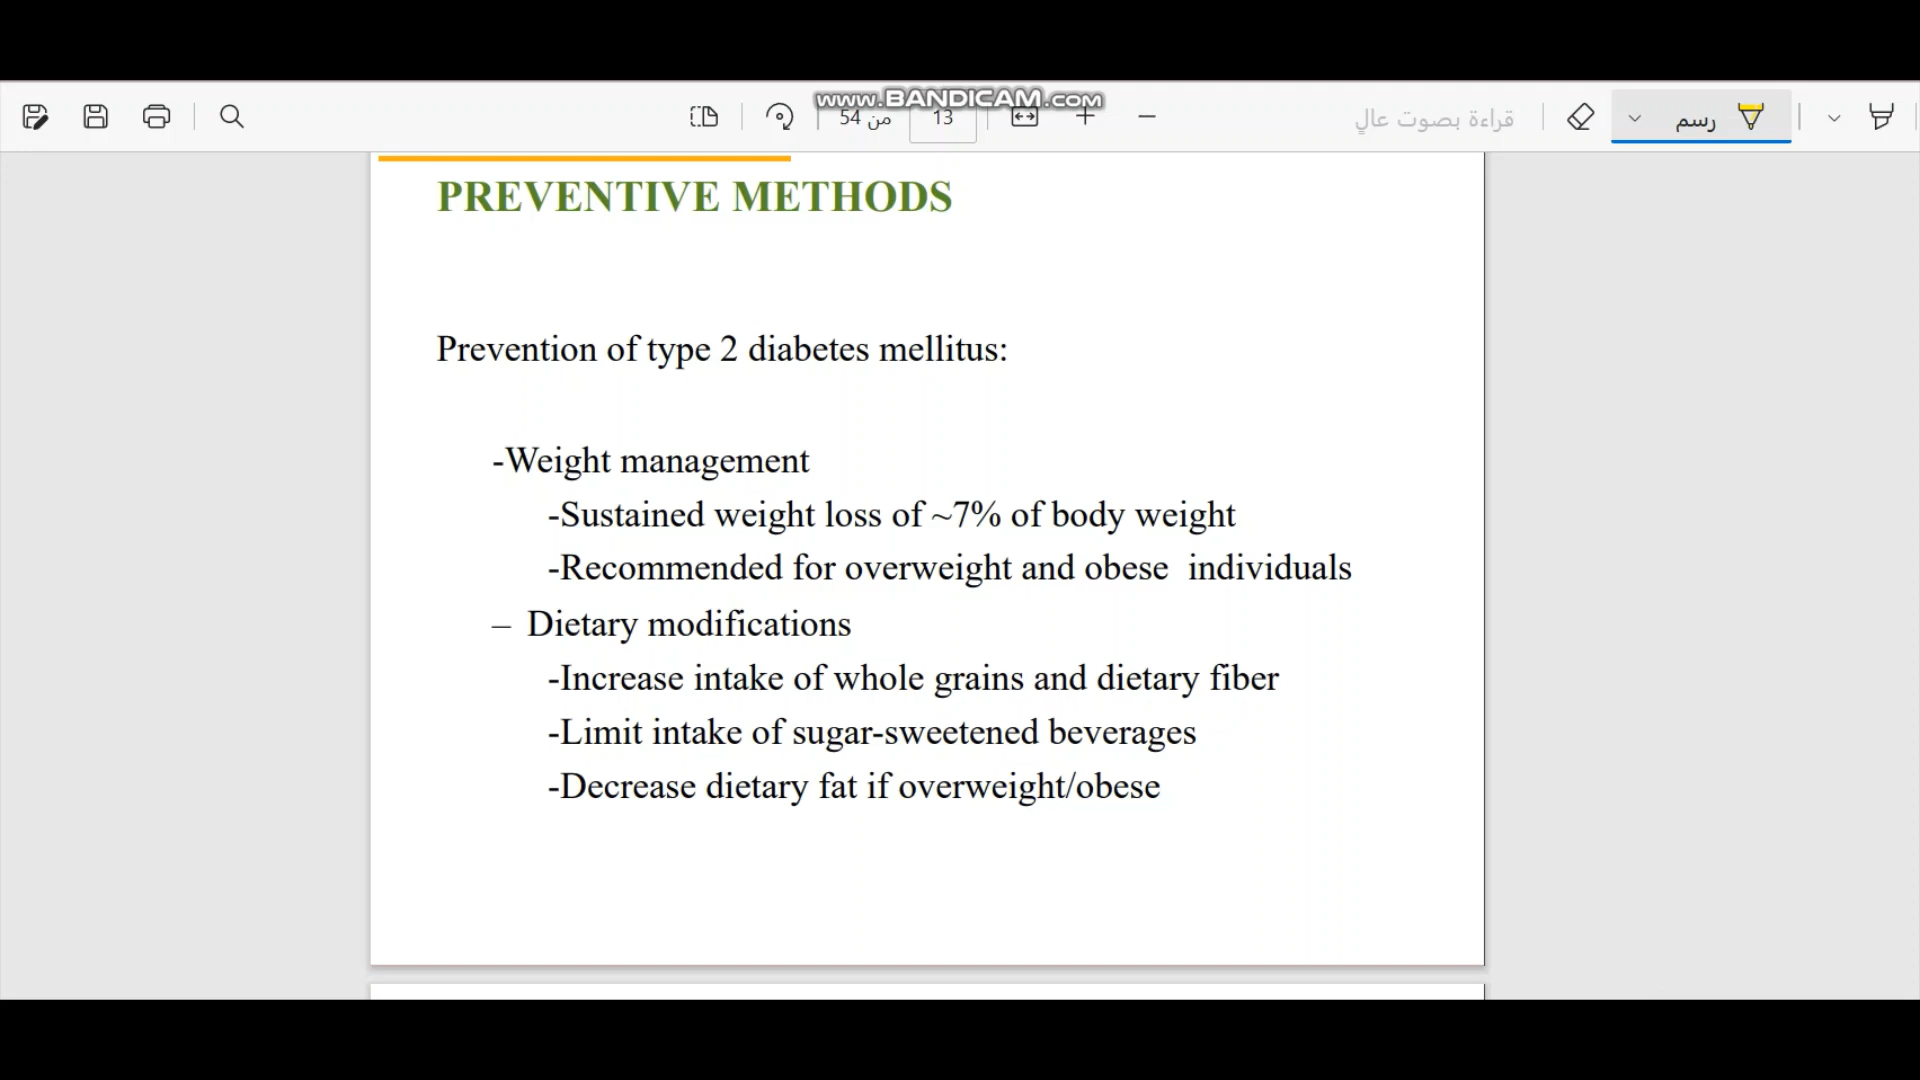 www.BANDICAM.com
من 54
13
قراءة بصوت عالٍ
رسم
PREVENTIVE METHODS
Prevention of type 2 diabetes mellitus:
-Weight management
-Sustained weight loss of ~7% of body weight
-Recommended for overweight and obese individuals
– Dietary modifications
-Increase intake of whole grains and dietary fiber
-Limit intake of sugar-sweetened beverages
-Decrease dietary fat if overweight/obese